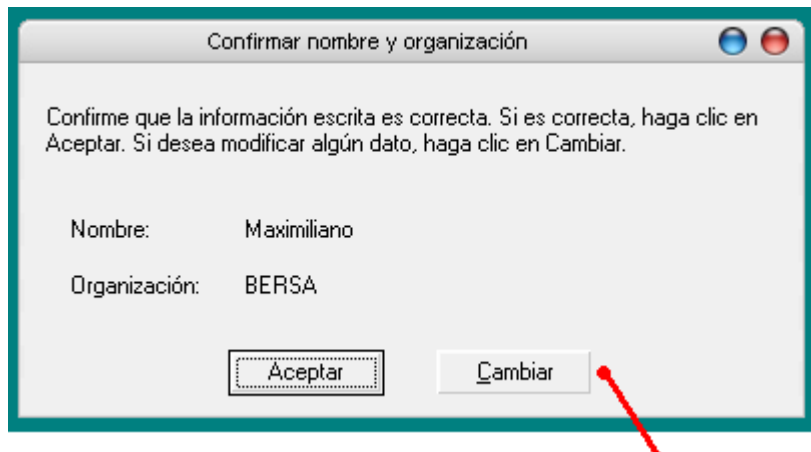 Confirmar nombre y organización
Confirme que la información escrita es correcta. Si es correcta, haga clic en
Aceptar. Si desea modificar algún dato, haga clic en Cambiar.
Nombre: Maximiliano
Organización: BERSA
Aceptar Cambiar